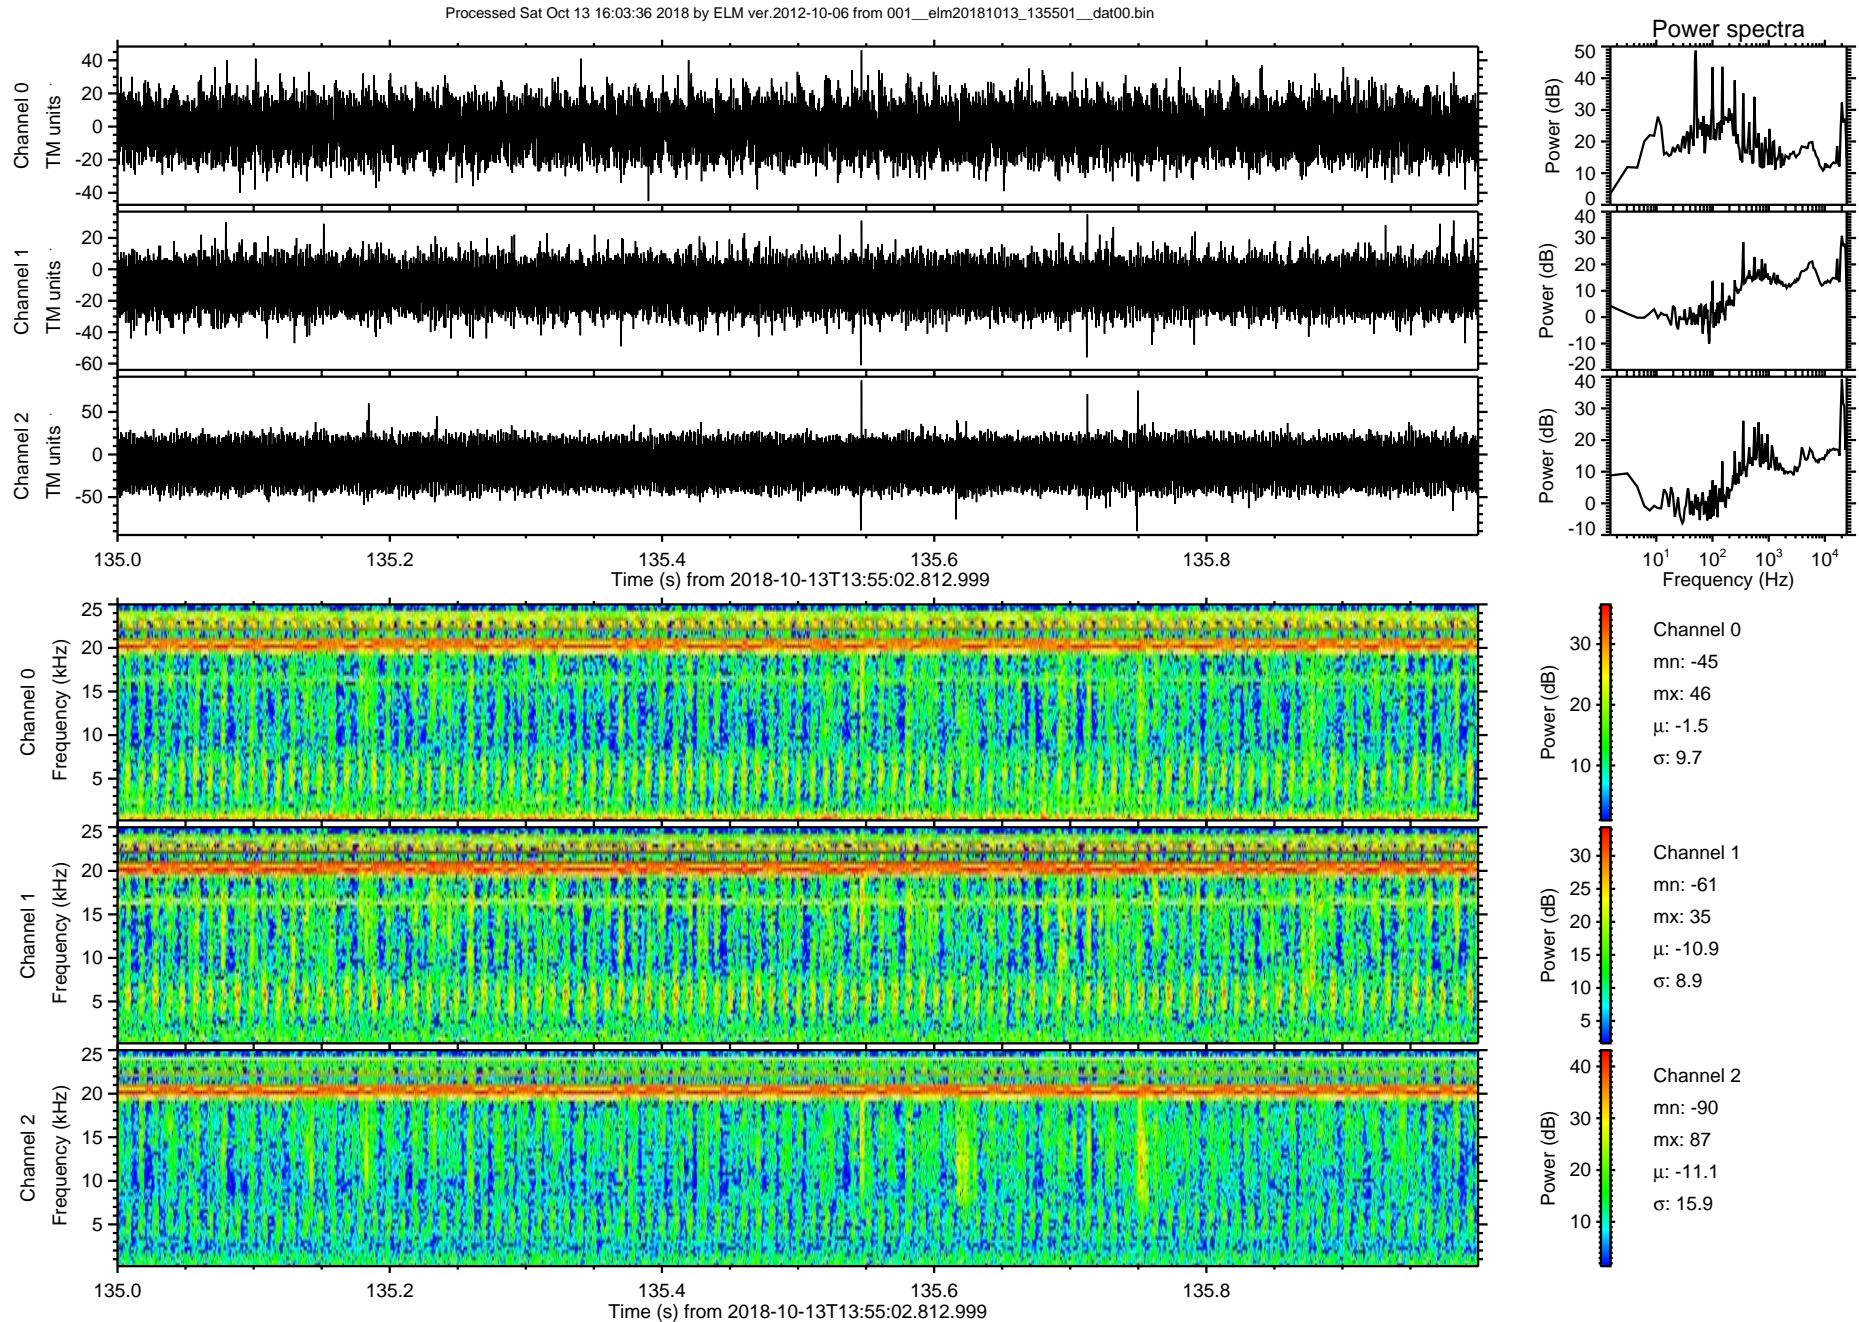 Processed Sat Oct 13 16:03:36 2018 by ELM ver.2012-10-06 from 001__elm20181013_135501__dat00.bin
Power spectra
Channel 0
TM units
40
20
0
-20
-40
Power (dB)
50
40
30
20
10
0
Channel 1
TM units
20
0
-20
-40
-60
Power (dB)
40
30
20
10
0
-10
-20
Channel 2
TM units
50
0
-50
Power (dB)
40
30
20
10
0
-10
135.0 135.2 135.4 135.6 135.8
Time (s) from 2018-10-13T13:55:02.812.999
10¹ 10² 10³ 10⁴
Frequency (Hz)
Channel 0
Frequency (kHz)
25
20
15
10
5
Power (dB)
30
20
10
Channel 0
mn: -45
mx: 46
μ: -1.5
σ: 9.7
Channel 1
Frequency (kHz)
25
20
15
10
5
Power (dB)
30
25
20
15
10
5
Channel 1
mn: -61
mx: 35
μ: -10.9
σ: 8.9
Channel 2
Frequency (kHz)
25
20
15
10
5
Power (dB)
40
30
20
10
Channel 2
mn: -90
mx: 87
μ: -11.1
σ: 15.9
135.0 135.2 135.4 135.6 135.8
Time (s) from 2018-10-13T13:55:02.812.999